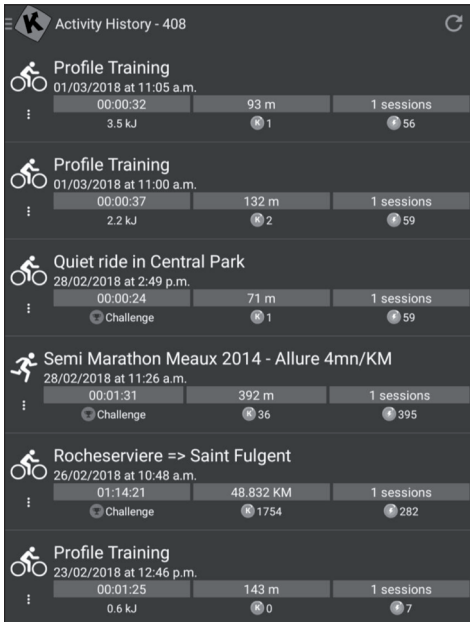 K Activity History - 408
Profile Training
01/03/2018 at 11:05 a.m.
00:00:32 93 m 1 sessions
3.5 kJ K 1 56
Profile Training
01/03/2018 at 11:00 a.m.
00:00:37 132 m 1 sessions
2.2 kJ K 2 59
Quiet ride in Central Park
28/02/2018 at 2:49 p.m.
00:00:24 71 m 1 sessions
Challenge K 1 59
Semi Marathon Meaux 2014 - Allure 4mn/KM
28/02/2018 at 11:26 a.m.
00:01:31 392 m 1 sessions
Challenge K 36 395
Rocheserviere => Saint Fulgent
26/02/2018 at 10:48 a.m.
01:14:21 48.832 KM 1 sessions
Challenge K 1754 282
Profile Training
23/02/2018 at 12:46 p.m.
00:01:25 143 m 1 sessions
0.6 kJ K 0 7